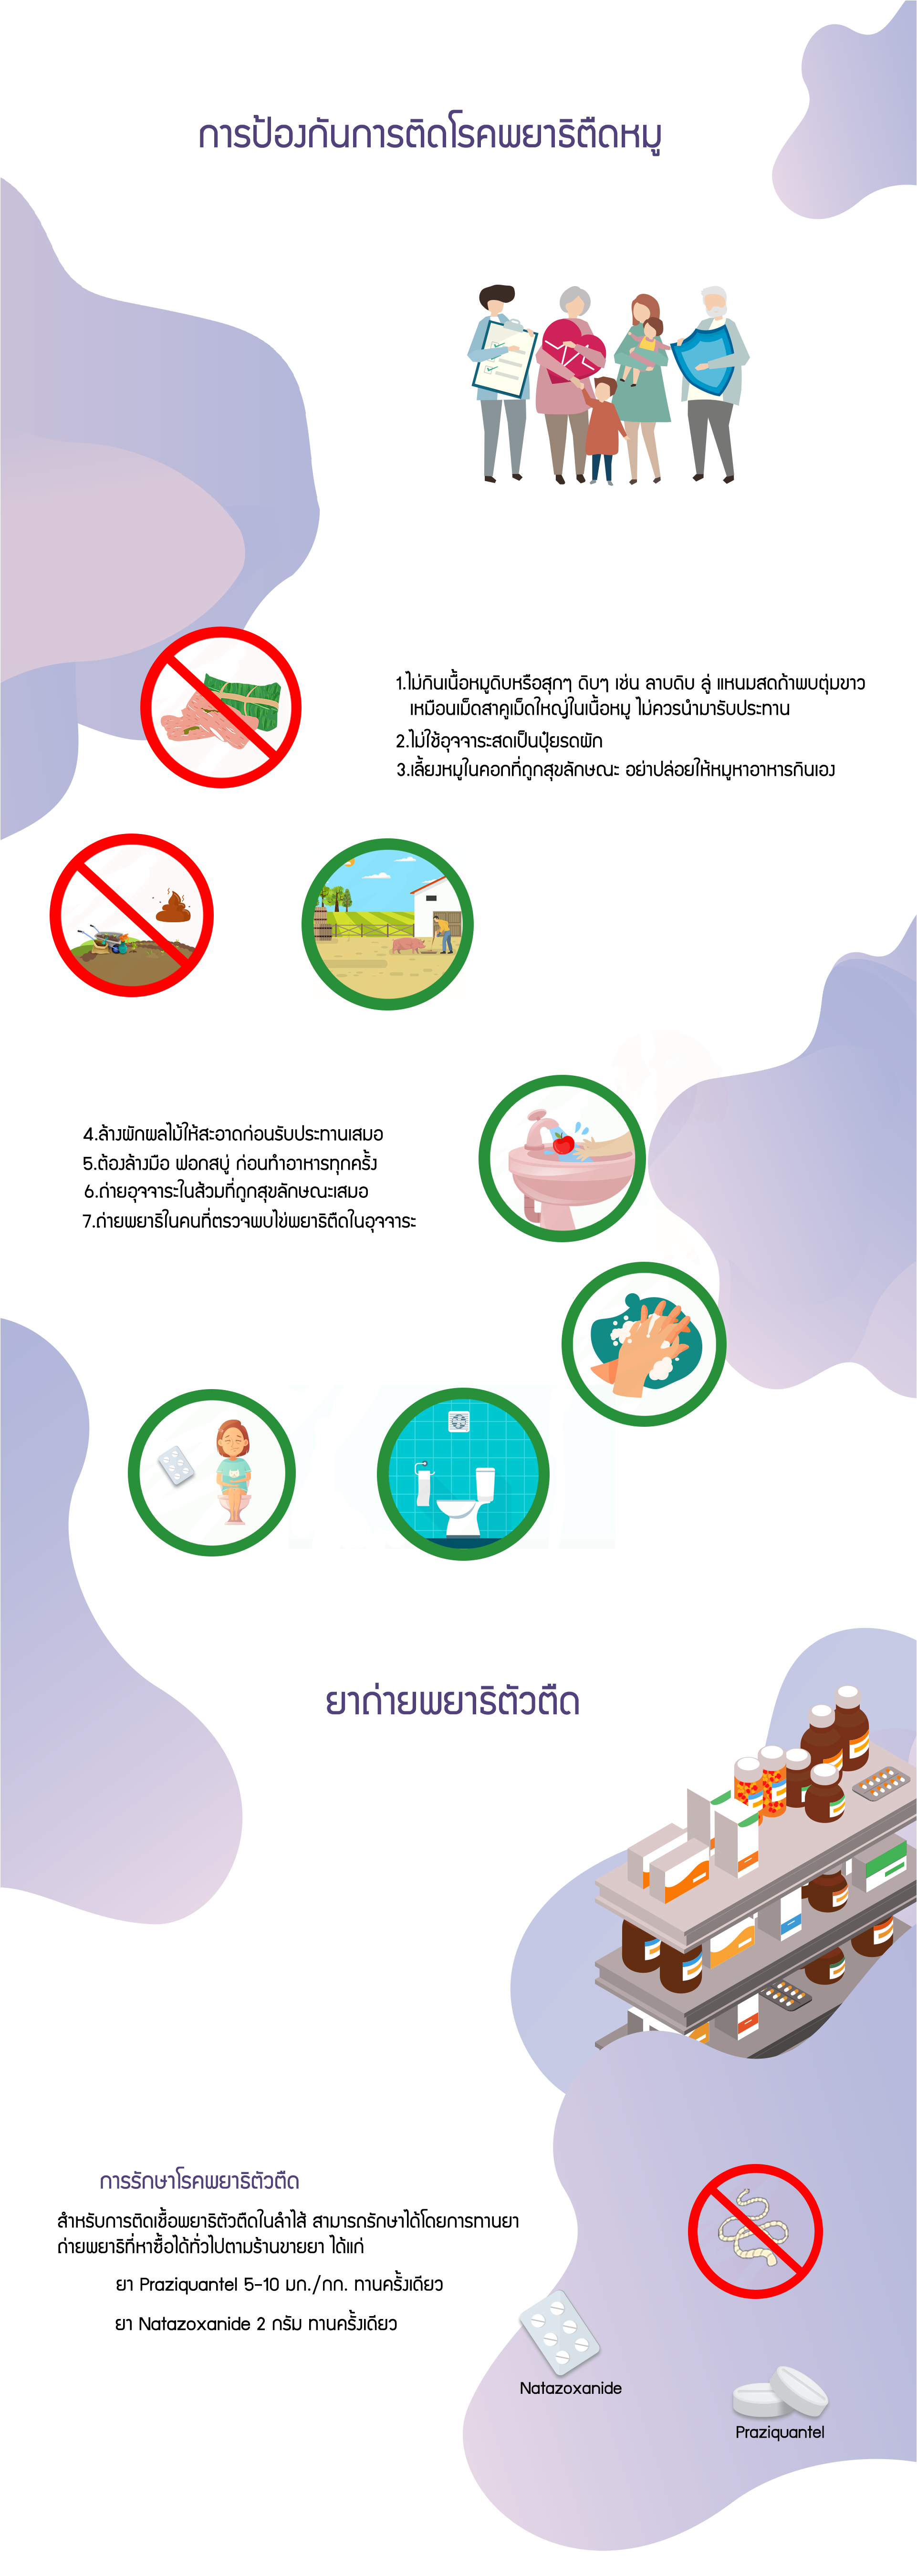 การป้องกันการติดโรคพยาธิตืดหมู
1.ไม่กินเนื้อหมูดิบหรือสุกๆ ดิบๆ เช่น ลาบดิบ ลู่ แหนมสดถ้าพบตุ่มขาว
เหมือนเม็ดสาคูเม็ดใหญ่ในเนื้อหมู ไม่ควรนำมารับประทาน
2.ไม่ใช้อุจจาระสดเป็นปุ๋ยรดผัก
3.เลี้ยงหมูในคอกที่ถูกสุขลักษณะ อย่าปล่อยให้หมูหาอาหารกินเอง
4.ล้างผักผลไม้ให้สะอาดก่อนรับประทานเสมอ
5.ต้องล้างมือ ฟอกสบู่ ก่อนทำอาหารทุกครั้ง
6.ถ่ายอุจจาระในส้วมที่ถูกสุขลักษณะเสมอ
7.ถ่ายพยาธิในคนที่ตรวจพบไข่พยาธิตืดในอุจจาระ
ยาถ่ายพยาธิตัวตืด
การรักษาโรคพยาธิตัวตืด
สำหรับการติดเชื้อพยาธิตัวตืดในลำไส้ สามารถรักษาได้โดยการทานยา
ถ่ายพยาธิที่หาซื้อได้ทั่วไปตามร้านขายยา ได้แก่
ยา Praziquantel 5-10 มก./กก. ทานครั้งเดียว
ยา Natazoxanide 2 กรัม ทานครั้งเดียว
Natazoxanide
Praziquantel